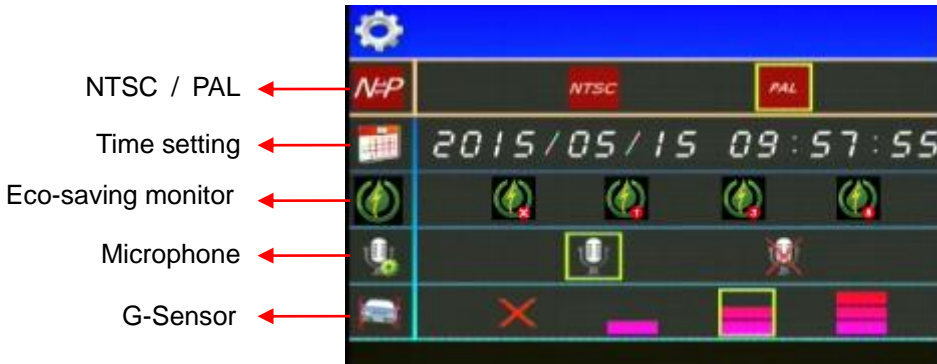 NTSC / PAL N≒P NTSC PAL
Time setting 2015/05/15 09:57:55
Eco-saving monitor
Microphone
G-Sensor